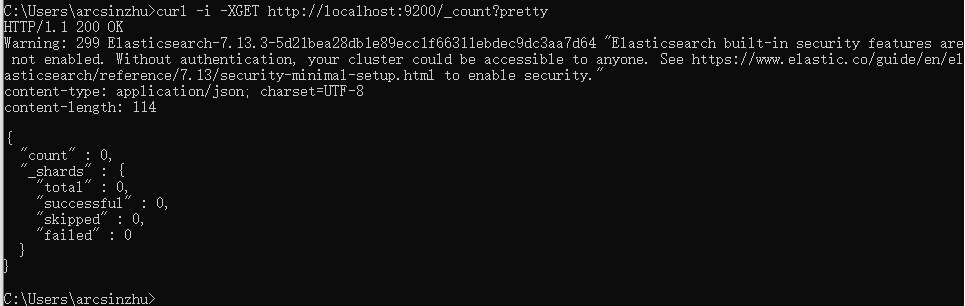 C:\Users\arcsinzhu>curl -i -XGET http://localhost:9200/_count?pretty
HTTP/1.1 200 OK
Warning: 299 Elasticsearch-7.13.3-5d21bea28db1e89ecc1f66311ebdec9dc3aa7d64 "Elasticsearch built-in security features are
 not enabled. Without authentication, your cluster could be accessible to anyone. See https://www.elastic.co/guide/en/el
asticsearch/reference/7.13/security-minimal-setup.html to enable security."
content-type: application/json; charset=UTF-8
content-length: 114

{
  "count" : 0,
  "_shards" : {
    "total" : 0,
    "successful" : 0,
    "skipped" : 0,
    "failed" : 0
  }
}

C:\Users\arcsinzhu>